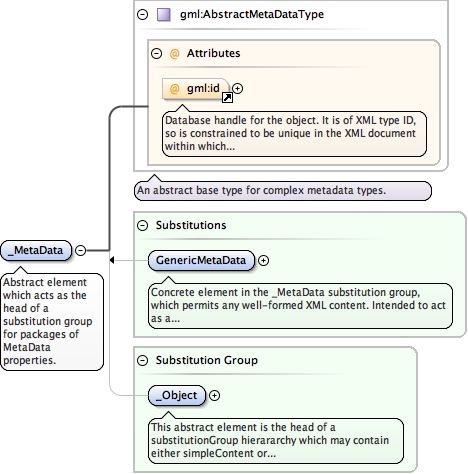 gml:AbstractMetaDataType
Attributes
@ gml:id
Database handle for the object. It is of XML type ID,
so is constrained to be unique in the XML document
within which...
An abstract base type for complex metadata types.
_MetaData
Abstract element
which acts as the
head of a
substitution group
for packages of
MetaData
properties.
Substitutions
GenericMetaData
Concrete element in the _MetaData substitution group,
which permits any well-formed XML content. Intended to act
as a...
Substitution Group
_Object
This abstract element is the head of a
substitutionGroup hierararchy which may contain
either simpleContent or...